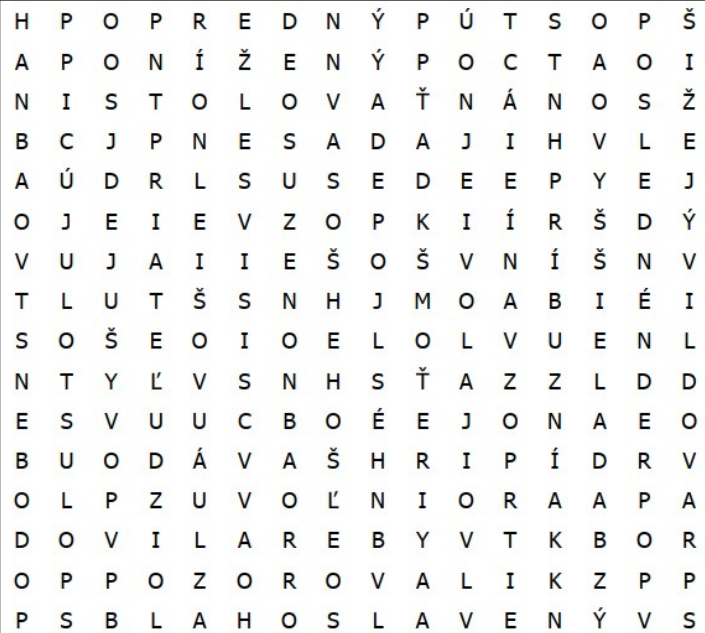 H P O P R E D N Ý P Ú T S O P Š
A P O N Í Ž E N Ý P O C T A O I
N I S T O L O V A Ť N Á N O S Ž
B C J P N E S A D A J I H V L E
A Ú D R L S U S E D E E P Y E J
O J E I E V Z O P K I Í R Š D Ý
V U J A I I E Š O Š V N Í Š N V
T L U T Š S N H J M O A B I É I
S O Š E O I O E L O L V U E N L
N T Y Ľ V S N H S Ť A Z Z L D D
E S V U U C B O É E J O N A E O
B U O D Á V A Š H R I P Í D R V
O L P Z U V O Ľ N I O R A A P A
D O V I L A R E B Y V T K B O R
O P P O Z O R O V A L I K Z P P
P S B L A H O S L A V E N Ý V S